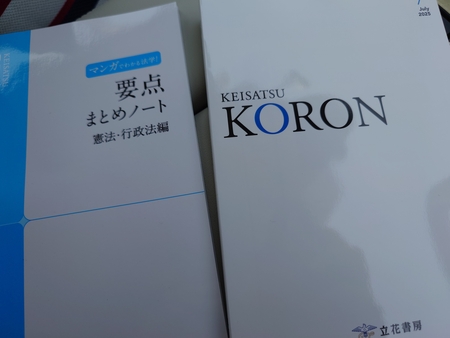 マンガでわかる法学!
要点
まとめノート
憲法・行政法編
7
July
2025
KEISATSU
KORON
立花書房